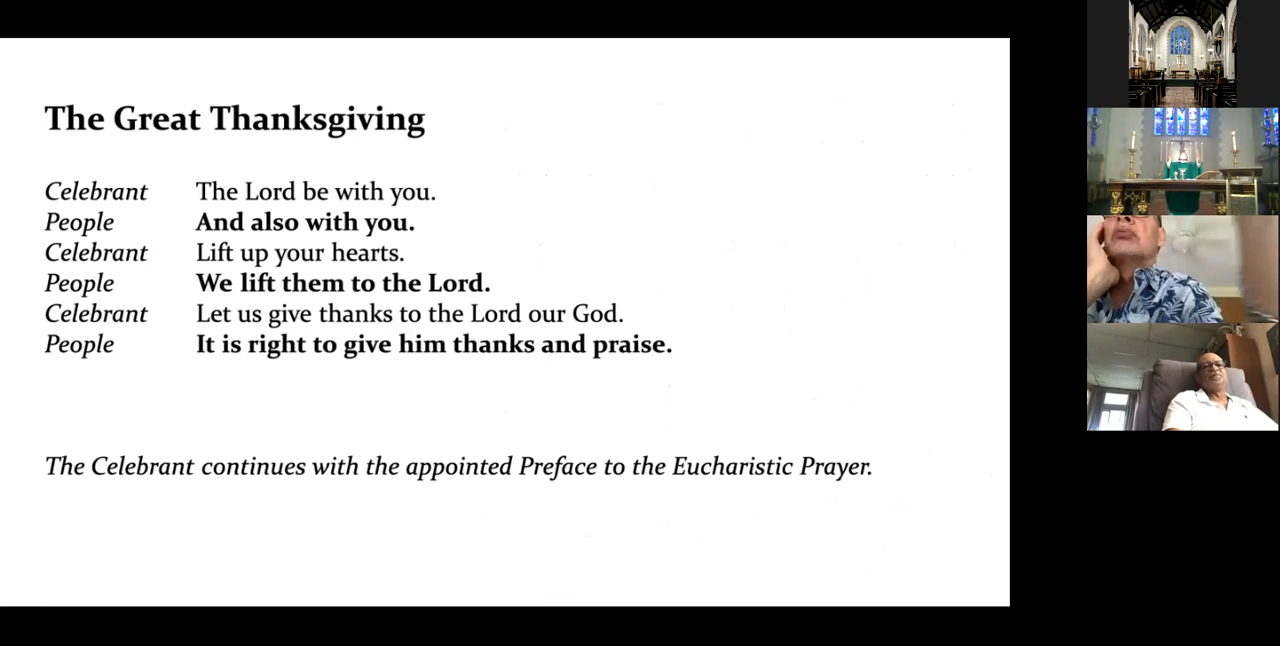 The Great Thanksgiving
Celebrant The Lord be with you.
People And also with you.
Celebrant Lift up your hearts.
People We lift them to the Lord.
Celebrant Let us give thanks to the Lord our God.
People It is right to give him thanks and praise.
The Celebrant continues with the appointed Preface to the Eucharistic Prayer.